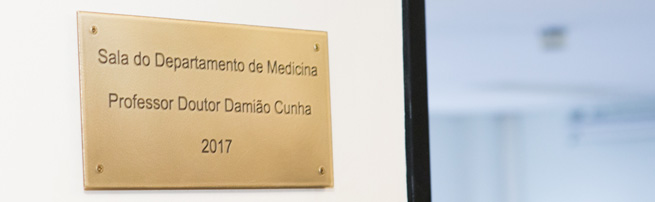 Sala do Departamento de Medicina
Professor Doutor Damião Cunha
2017